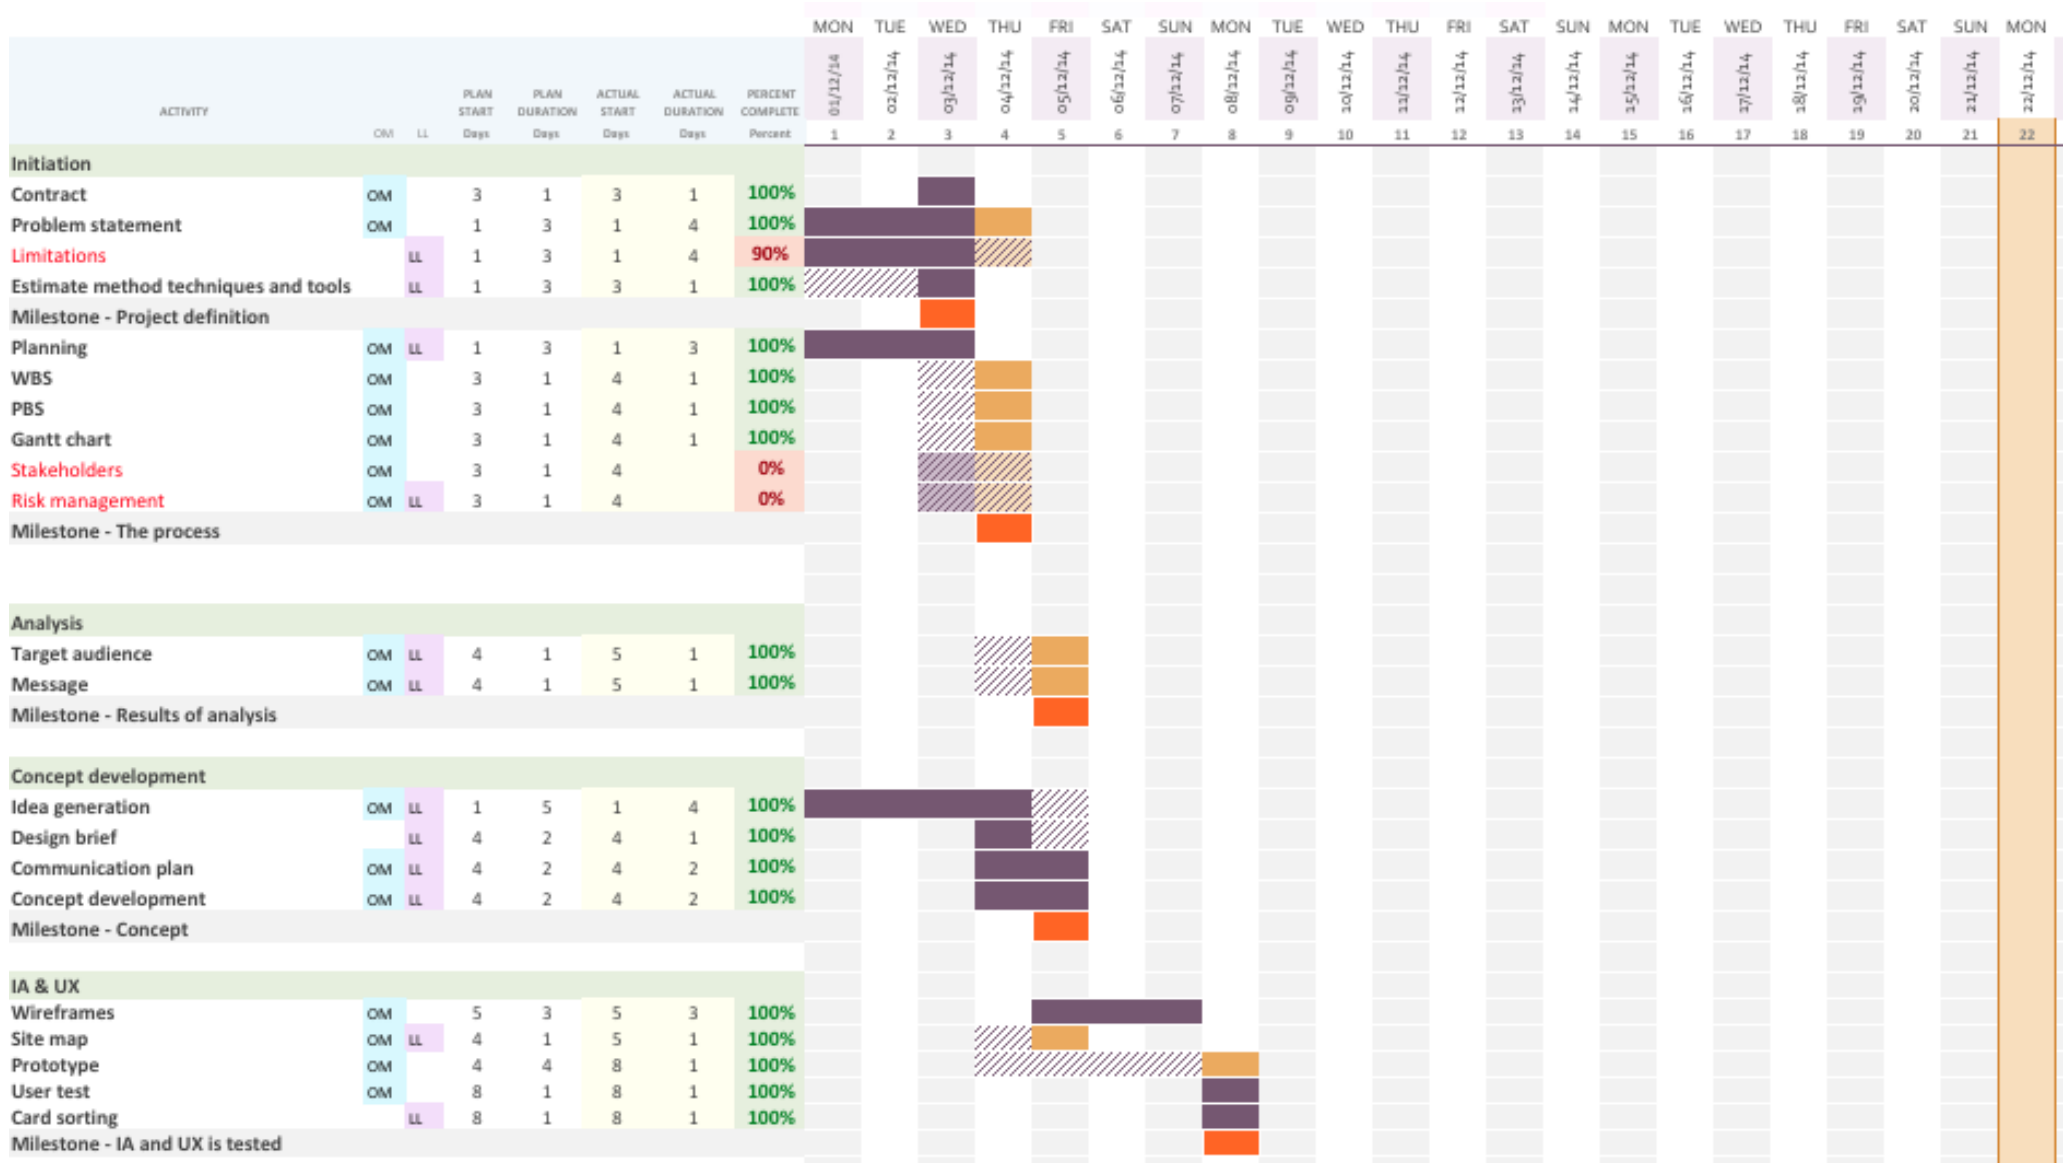 MON TUE WED THU FRI SAT SUN MON TUE WED THU FRI SAT SUN MON TUE WED THU FRI SAT SUN MON
01/12/14 02/12/14 03/12/14 04/12/14 05/12/14 06/12/14 07/12/14 08/12/14 09/12/14 10/12/14 11/12/14 12/12/14 13/12/14 14/12/14 15/12/14 16/12/14 17/12/14 18/12/14 19/12/14 20/12/14 21/12/14 22/12/14
PLAN PLAN ACTUAL ACTUAL PERCENT
ACTIVITY START DURATION START DURATION COMPLETE
OM LL Days Days Days Days Percent 1 2 3 4 5 6 7 8 9 10 11 12 13 14 15 16 17 18 19 20 21 22
Initiation
Contract OM 3 1 3 1 100%
Problem statement OM 1 3 1 4 100%
Limitations LL 1 3 1 4 90%
Estimate method techniques and tools LL 1 3 3 1 100%
Milestone - Project definition
Planning OM LL 1 3 1 3 100%
WBS OM 3 1 4 1 100%
PBS OM 3 1 4 1 100%
Gantt chart OM 3 1 4 1 100%
Stakeholders OM 3 1 4 0%
Risk management OM LL 3 1 4 0%
Milestone - The process
Analysis
Target audience OM LL 4 1 5 1 100%
Message OM LL 4 1 5 1 100%
Milestone - Results of analysis
Concept development
Idea generation OM LL 1 5 1 4 100%
Design brief LL 4 2 4 1 100%
Communication plan OM LL 4 2 4 2 100%
Concept development OM LL 4 2 4 2 100%
Milestone - Concept
IA & UX
Wireframes OM 5 3 5 3 100%
Site map OM LL 4 1 5 1 100%
Prototype OM 4 4 8 1 100%
User test OM 8 1 8 1 100%
Card sorting LL 8 1 8 1 100%
Milestone - IA and UX is tested